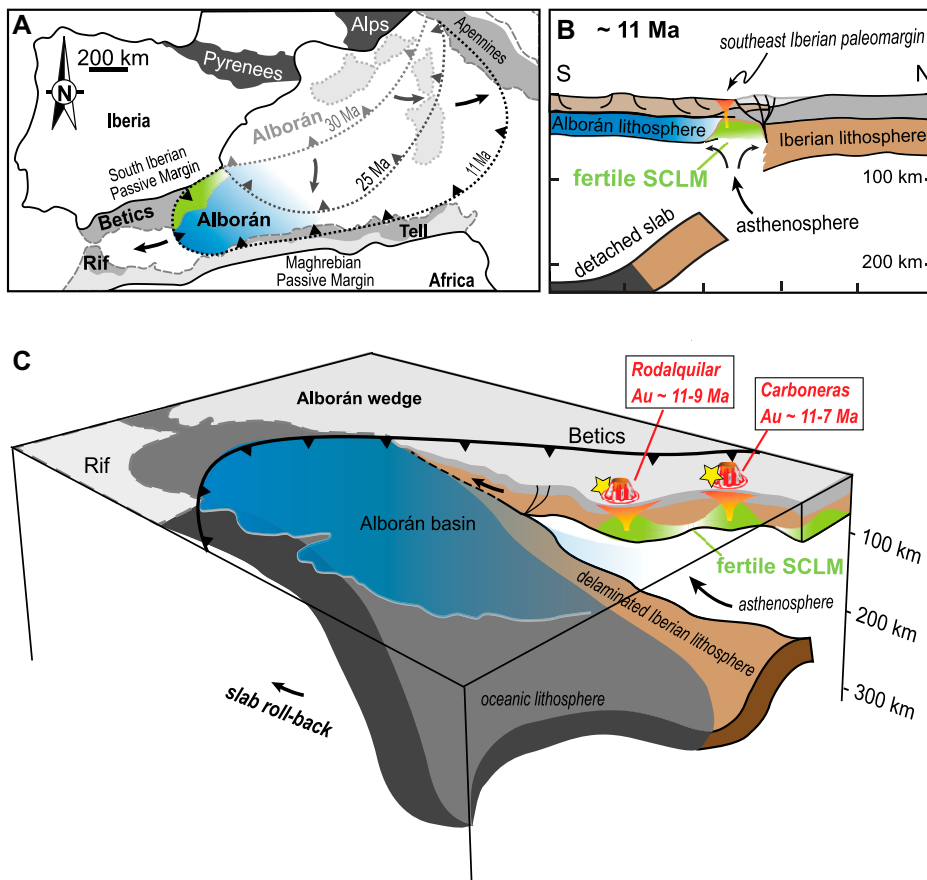 A
Alps
Apennines
200 km
Pyrenees
N
Iberia
Alborán
30 Ma
South Iberian
Passive Margin
25 Ma
11 Ma
Betics
Alborán
Tell
Rif
Maghrebian
Passive Margin
Africa
B
~ 11 Ma
southeast Iberian paleomargin
S
N
Alborán lithosphere
Iberian lithosphere
fertile SCLM
100 km
asthenosphere
detached slab
200 km
C
Rodalquilar
Au ~ 11-9 Ma
Carboneras
Au ~ 11-7 Ma
Alborán wedge
Betics
Rif
Alborán basin
100 km
fertile SCLM
delaminated Iberian lithosphere
asthenosphere
200 km
slab roll-back
oceanic lithosphere
300 km